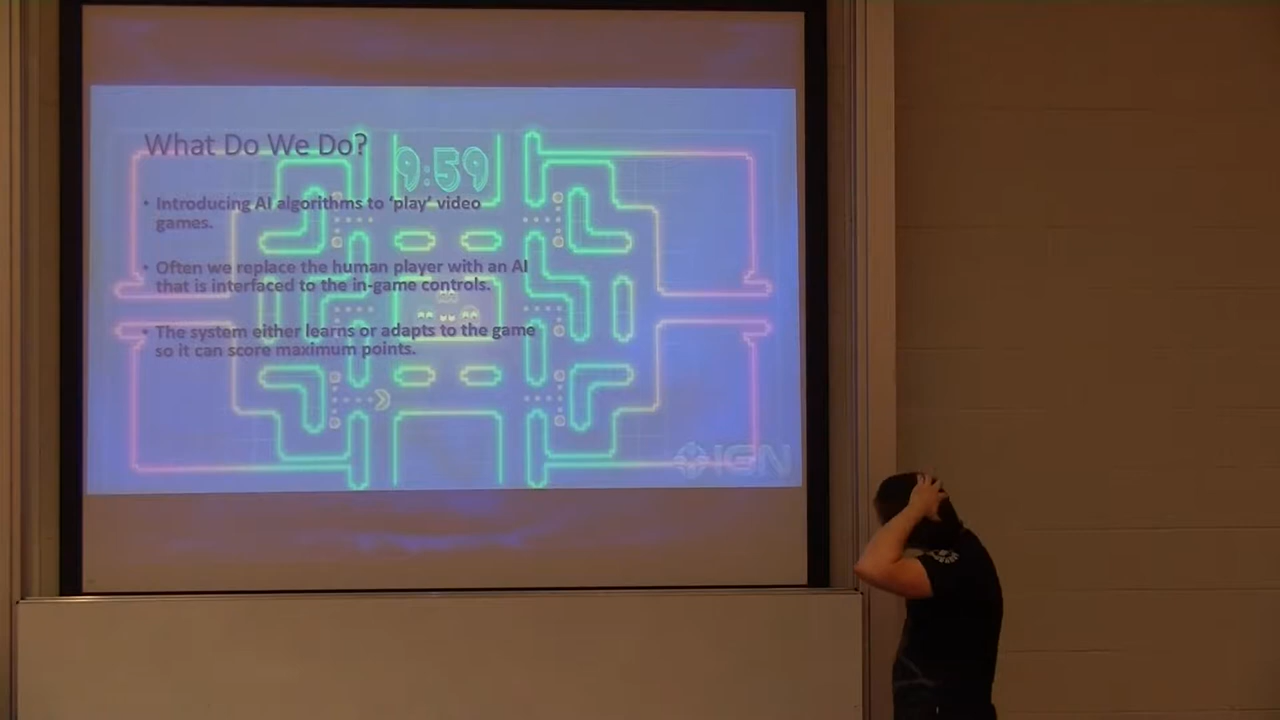 What Do We Do?
9:59
• Introducing AI algorithms to ‘play’ video
games.
• Often we replace the human player with an AI
that is interfaced to the in-game controls.
• The system either learns or adapts to the game
so it can score maximum points.
IGN